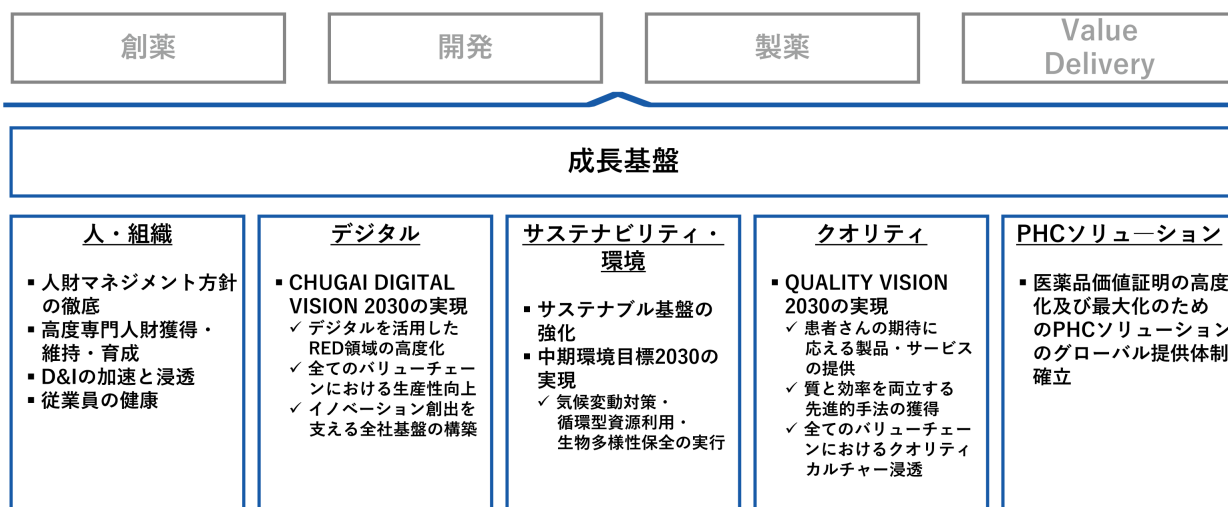 創薬
開発
製薬
Value
Delivery
成長基盤
人・組織
▪ 人財マネジメント方針
の徹底
▪ 高度専門人財獲得・
維持・育成
▪ D&Iの加速と浸透
▪ 従業員の健康
デジタル
▪ CHUGAI DIGITAL
VISION 2030の実現
✓ デジタルを活用した
RED領域の高度化
✓ 全てのバリューチェー
ンにおける生産性向上
✓ イノベーション創出を
支える全社基盤の構築
サステナビリティ・
環境
▪ サステナブル基盤の
強化
▪ 中期環境目標2030の
実現
✓ 気候変動対策・
循環型資源利用・
生物多様性保全の実行
クオリティ
▪ QUALITY VISION
2030の実現
✓ 患者さんの期待に
応える製品・サービス
の提供
✓ 質と効率を両立する
先進的手法の獲得
✓ 全てのバリューチェー
ンにおけるクオリティ
カルチャー浸透
PHCソリュ―ション
▪ 医薬品価値証明の高度
化及び最大化のため
のPHCソリューション
のグローバル提供体制
確立